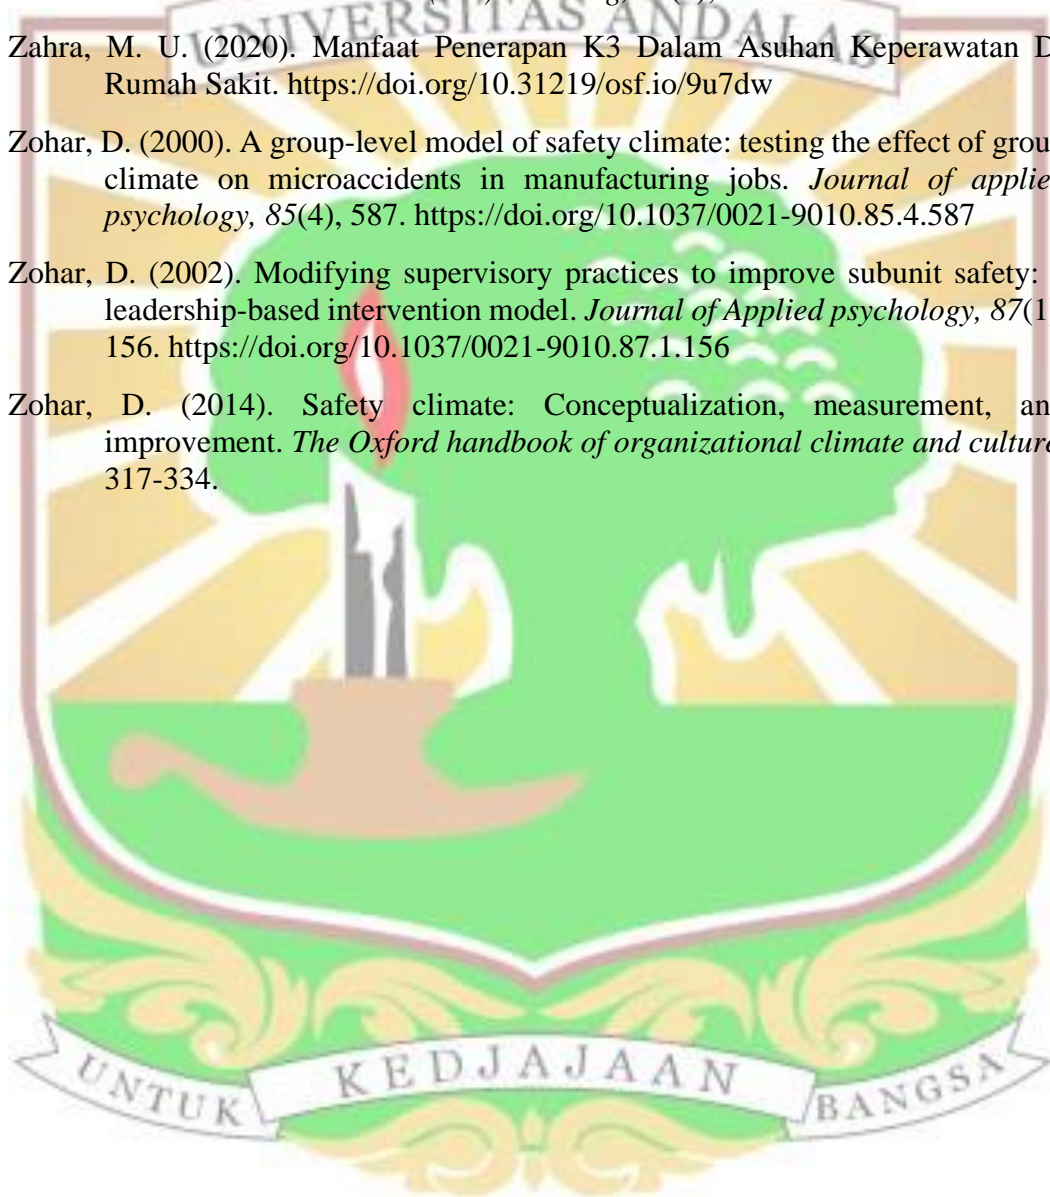 UNIVERSITAS ANDALAS
Zahra, M. U. (2020). Manfaat Penerapan K3 Dalam Asuhan Keperawatan D
Rumah Sakit. https://doi.org/10.31219/osf.io/9u7dw
Zohar, D. (2000). A group-level model of safety climate: testing the effect of grou
climate on microaccidents in manufacturing jobs. Journal of applie
psychology, 85(4), 587. https://doi.org/10.1037/0021-9010.85.4.587
Zohar, D. (2002). Modifying supervisory practices to improve subunit safety:
leadership-based intervention model. Journal of Applied psychology, 87(1
156. https://doi.org/10.1037/0021-9010.87.1.156
Zohar, D. (2014). Safety climate: Conceptualization, measurement, an
improvement. The Oxford handbook of organizational climate and culture
317-334.
UNTUK KEDJAJAAN BANGSA